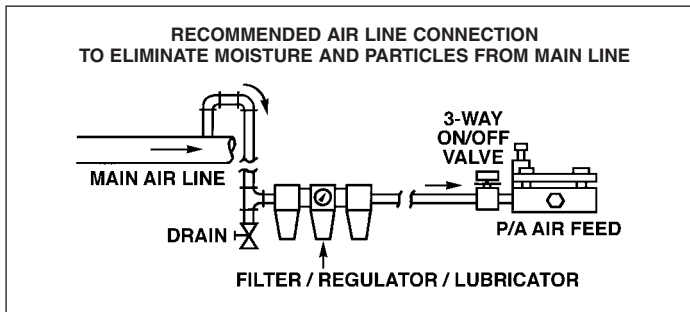 RECOMMENDED AIR LINE CONNECTION
TO ELIMINATE MOISTURE AND PARTICLES FROM MAIN LINE
3-WAY
ON/OFF
VALVE
MAIN AIR LINE
P/A AIR FEED
DRAIN
FILTER / REGULATOR / LUBRICATOR